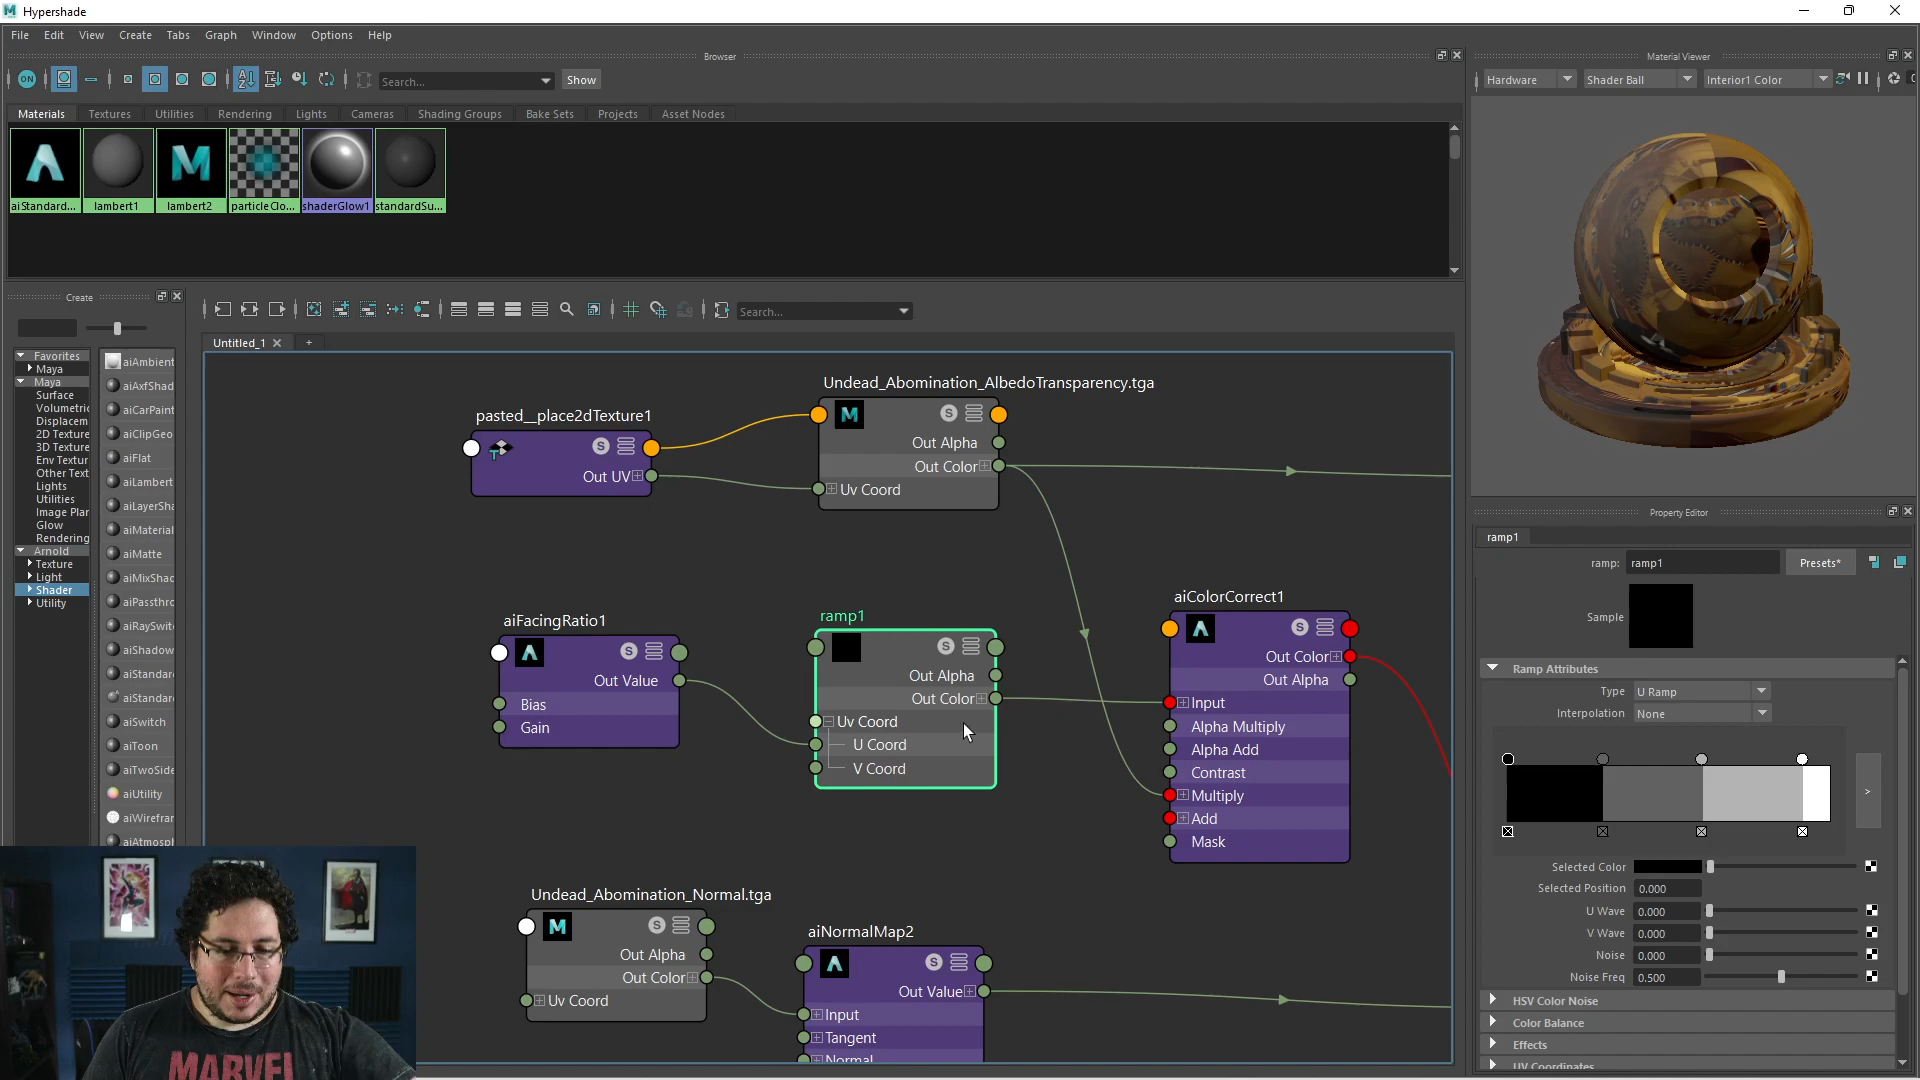 Hypershade
File Edit View Create Tabs Graph Window Options Help
Browser
Material Viewer
ON
Search...
Show
Hardware
Shader Ball
Interior1 Color
Materials Textures Utilities Rendering Lights Cameras Shading Groups Bake Sets Projects Asset Nodes
aiStandard... lambert1 lambert2 particleClo... shaderGlow1 standardSu...
Create
Search...
Untitled_1
+
Favorites
Maya
Maya
Surface
Volumetri
Displacem
2D Texture
3D Texture
Env Textur
Other Text
Lights
Utilities
Image Plan
Glow
Rendering
Arnold
Texture
Light
Shader
Utility
aiAmbient
aiAxfShad
aiCarPaint
aiClipGeo
aiFlat
aiLambert
aiLayerSha
aiMaterial
aiMatte
aiMixShad
aiPassthro
aiRaySwit
aiShadow
aiStandar
aiStandar
aiSwitch
aiToon
aiTwoSide
aiUtility
aiWirefrar
aiAtmosph
pasted__place2dTexture1
Out UV
Undead_Abomination_AlbedoTransparency.tga
Out Alpha
Out Color
Uv Coord
aiFacingRatio1
Out Value
Bias
Gain
ramp1
Out Alpha
Out Color
Uv Coord
U Coord
V Coord
aiColorCorrect1
Out Color
Out Alpha
Input
Alpha Multiply
Alpha Add
Contrast
Multiply
Add
Mask
Undead_Abomination_Normal.tga
Out Alpha
Out Color
Uv Coord
aiNormalMap2
Out Value
Input
Tangent
Normal
Property Editor
ramp1
ramp: ramp1
Presets*
Sample
Ramp Attributes
Type U Ramp
Interpolation None
>
Selected Color
Selected Position 0.000
U Wave 0.000
V Wave 0.000
Noise 0.000
Noise Freq 0.500
HSV Color Noise
Color Balance
Effects
UV Coordinates
MARVEL